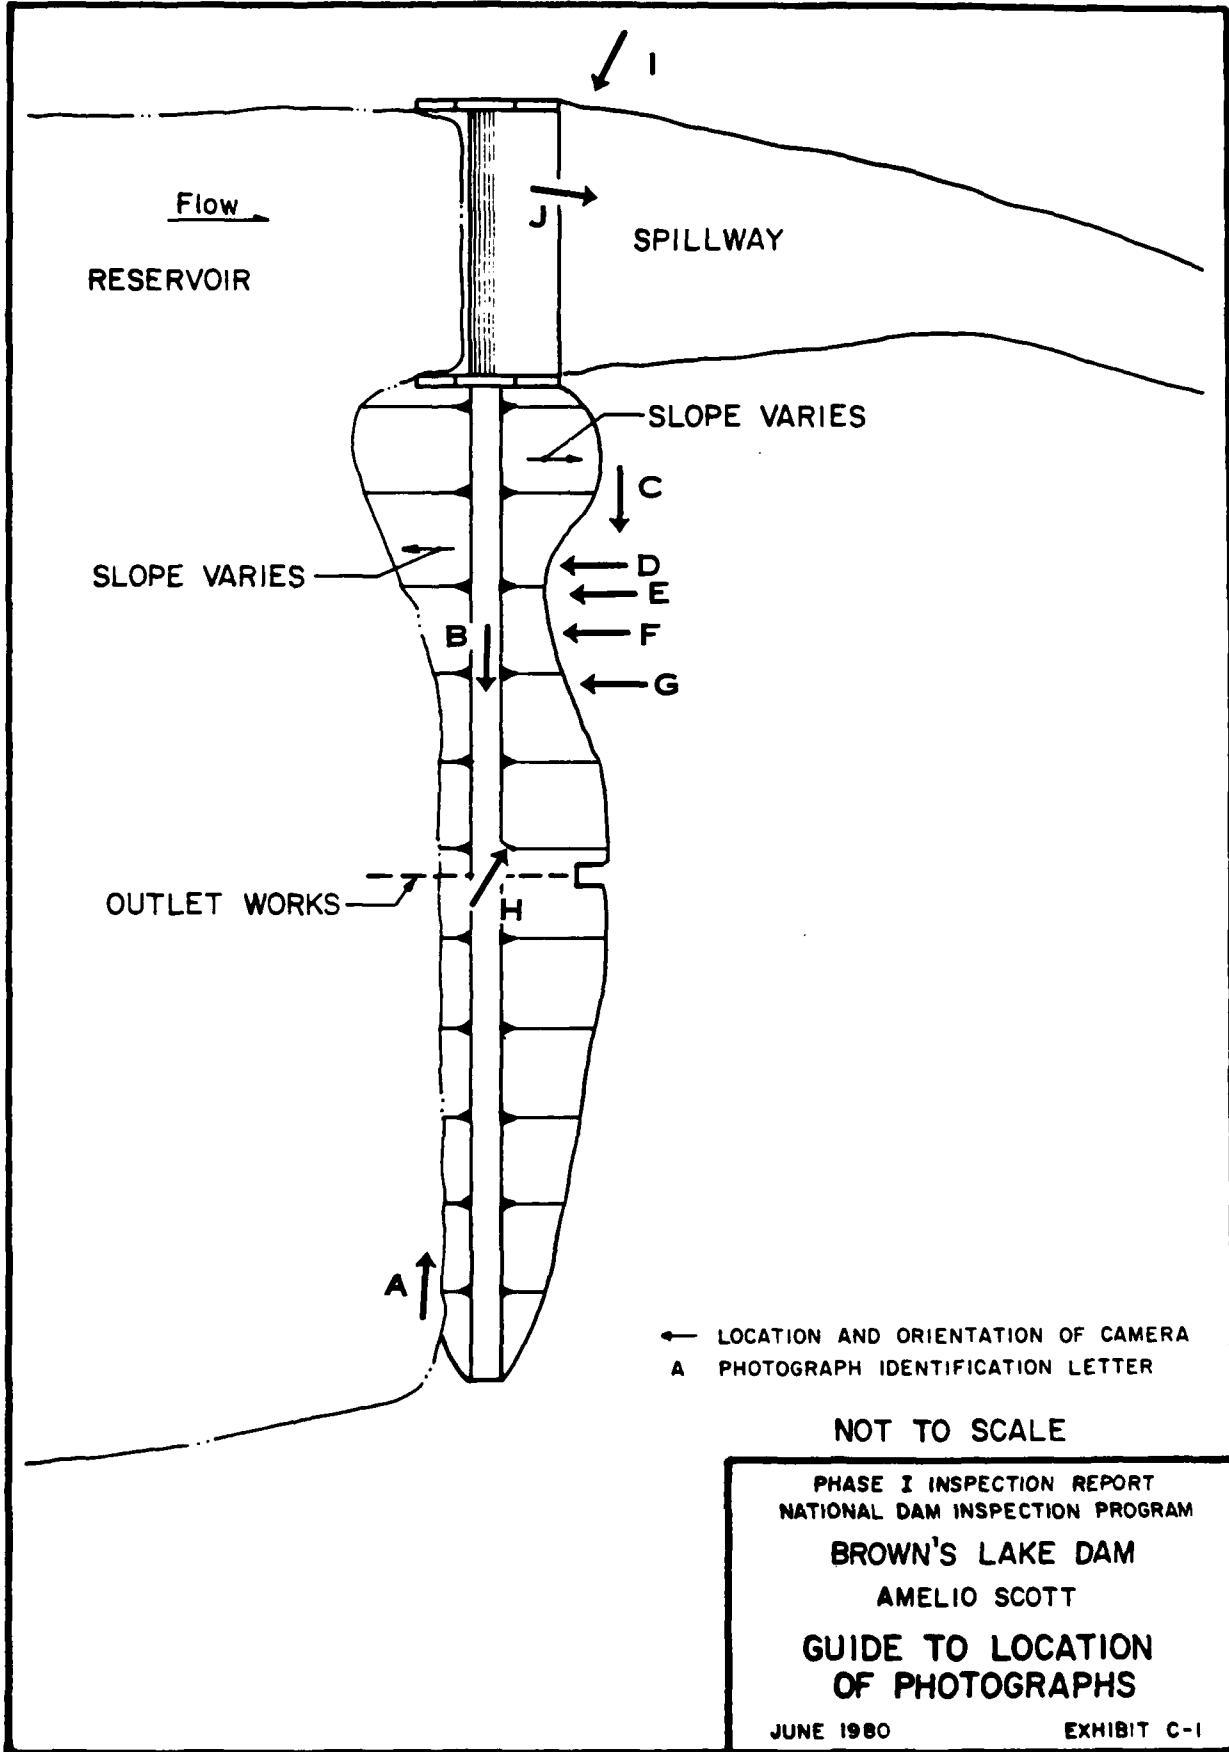 I
Flow
J
SPILLWAY
RESERVOIR
SLOPE VARIES
C
SLOPE VARIES
D
E
B
F
G
OUTLET WORKS
H
A
LOCATION AND ORIENTATION OF CAMERA
A PHOTOGRAPH IDENTIFICATION LETTER
NOT TO SCALE
PHASE I INSPECTION REPORT
NATIONAL DAM INSPECTION PROGRAM
BROWN'S LAKE DAM
AMELIO SCOTT
GUIDE TO LOCATION
OF PHOTOGRAPHS
JUNE 1980 EXHIBIT C-1